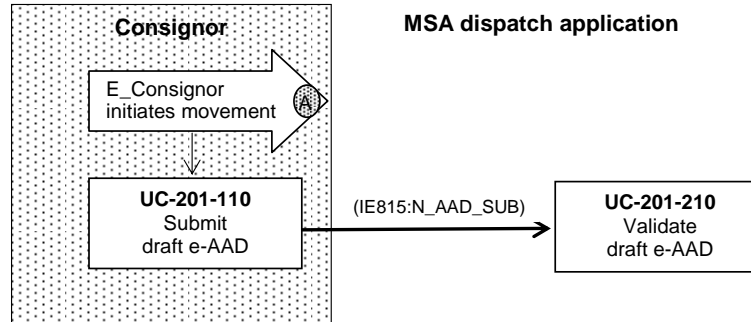 Consignor
MSA dispatch application
E_Consignor
initiates movement
A
UC-201-110
Submit
draft e-AAD
(IE815:N_AAD_SUB)
UC-201-210
Validate
draft e-AAD